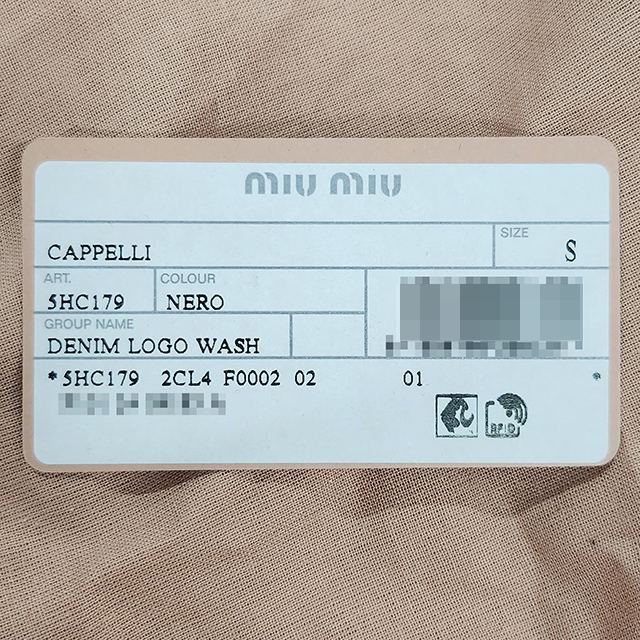 miu miu
SIZE
CAPPELLI S
ART. COLOUR
5HC179 NERO
GROUP NAME
DENIM LOGO WASH
*5HC179 2CL4 F0002 02 01 *
RFID